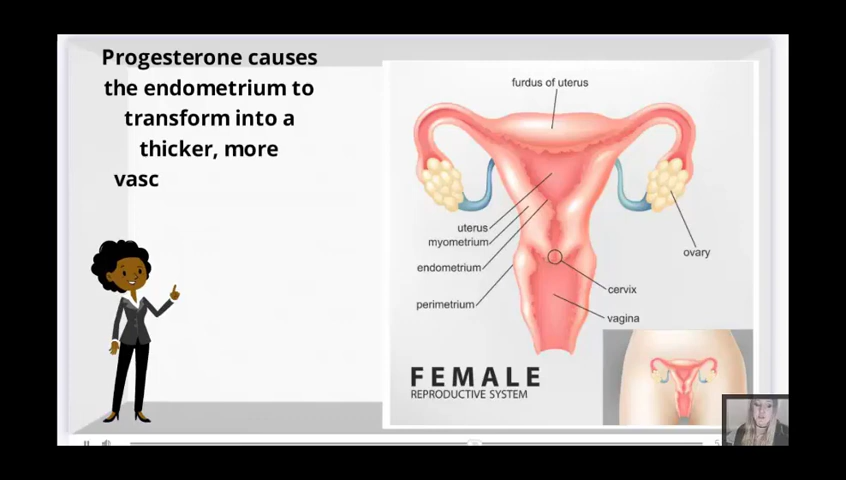 Progesterone causes
the endometrium to
transform into a
thicker, more
vasc
furdus of uterus
uterus
myometrium
endometrium
perimetrium
ovary
cervix
vagina
FEMALE
REPRODUCTIVE SYSTEM